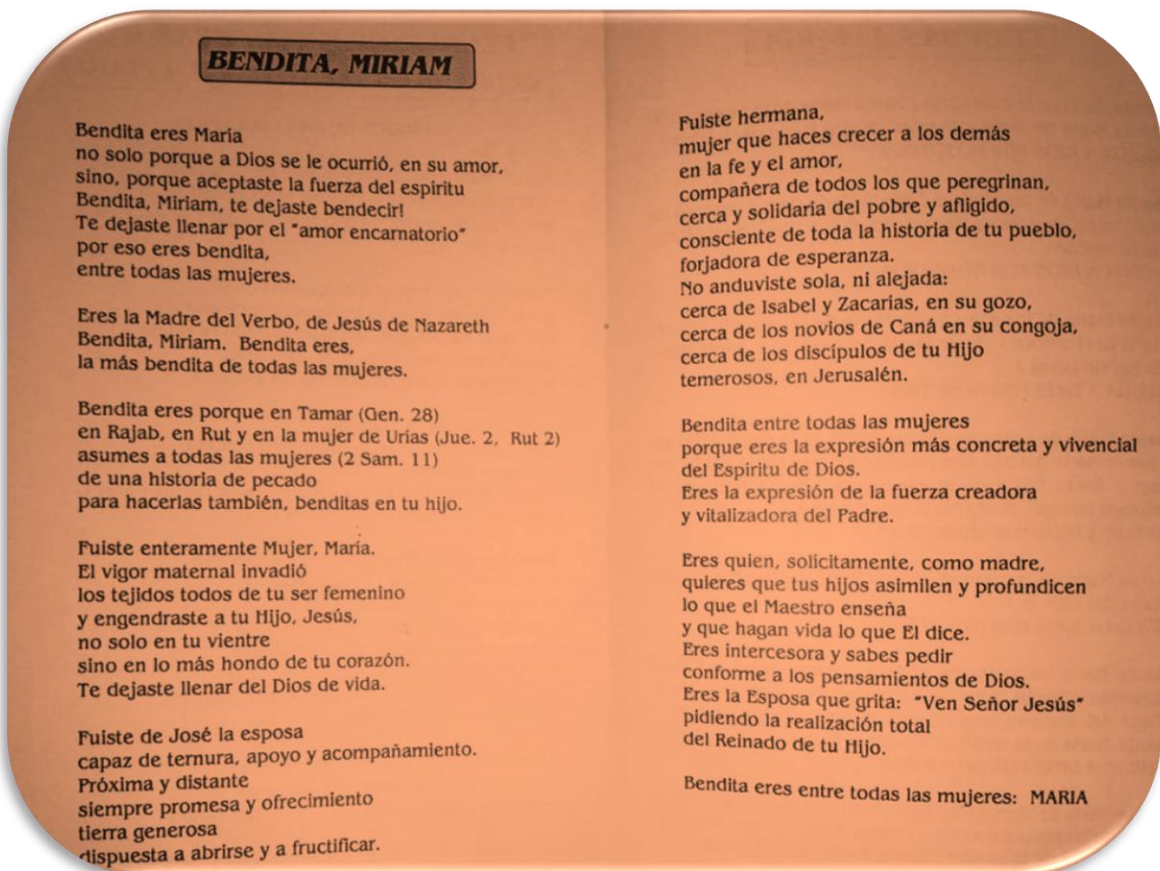 BENDITA, MIRIAM
Bendita eres María
no solo porque a Dios se le ocurrió, en su amor,
sino, porque aceptaste la fuerza del espíritu
Bendita, Miriam, te dejaste bendecir!
Te dejaste llenar por el "amor encarnatorio"
por eso eres bendita,
entre todas las mujeres.
Eres la Madre del Verbo, de Jesús de Nazareth
Bendita, Miriam. Bendita eres,
la más bendita de todas las mujeres.
Bendita eres porque en Tamar (Gen. 28)
en Rajab, en Rut y en la mujer de Urías (Jue. 2, Rut 2)
asumes a todas las mujeres (2 Sam. 11)
de una historia de pecado
para hacerlas también, benditas en tu hijo.
Fuiste enteramente Mujer, María.
El vigor maternal invadió
los tejidos todos de tu ser femenino
y engendraste a tu Hijo, Jesús,
no solo en tu vientre
sino en lo más hondo de tu corazón.
Te dejaste llenar del Dios de vida.
Fuiste de José la esposa
capaz de ternura, apoyo y acompañamiento.
Próxima y distante
siempre promesa y ofrecimiento
tierra generosa
dispuesta a abrirse y a fructificar.
Fuiste hermana,
mujer que haces crecer a los demás
en la fe y el amor,
compañera de todos los que peregrinan,
cerca y solidaria del pobre y afligido,
consciente de toda la historia de tu pueblo,
forjadora de esperanza.
No anduviste sola, ni alejada:
cerca de Isabel y Zacarías, en su gozo,
cerca de los novios de Caná en su congoja,
cerca de los discípulos de tu Hijo
temerosos, en Jerusalén.
Bendita entre todas las mujeres
porque eres la expresión más concreta y vivencial
del Espíritu de Dios.
Eres la expresión de la fuerza creadora
y vitalizadora del Padre.
Eres quien, solícitamente, como madre,
quieres que tus hijos asimilen y profundicen
lo que el Maestro enseña
y que hagan vida lo que El dice.
Eres intercesora y sabes pedir
conforme a los pensamientos de Dios.
Eres la Esposa que grita: "Ven Señor Jesús"
pidiendo la realización total
del Reinado de tu Hijo.
Bendita eres entre todas las mujeres: MARIA